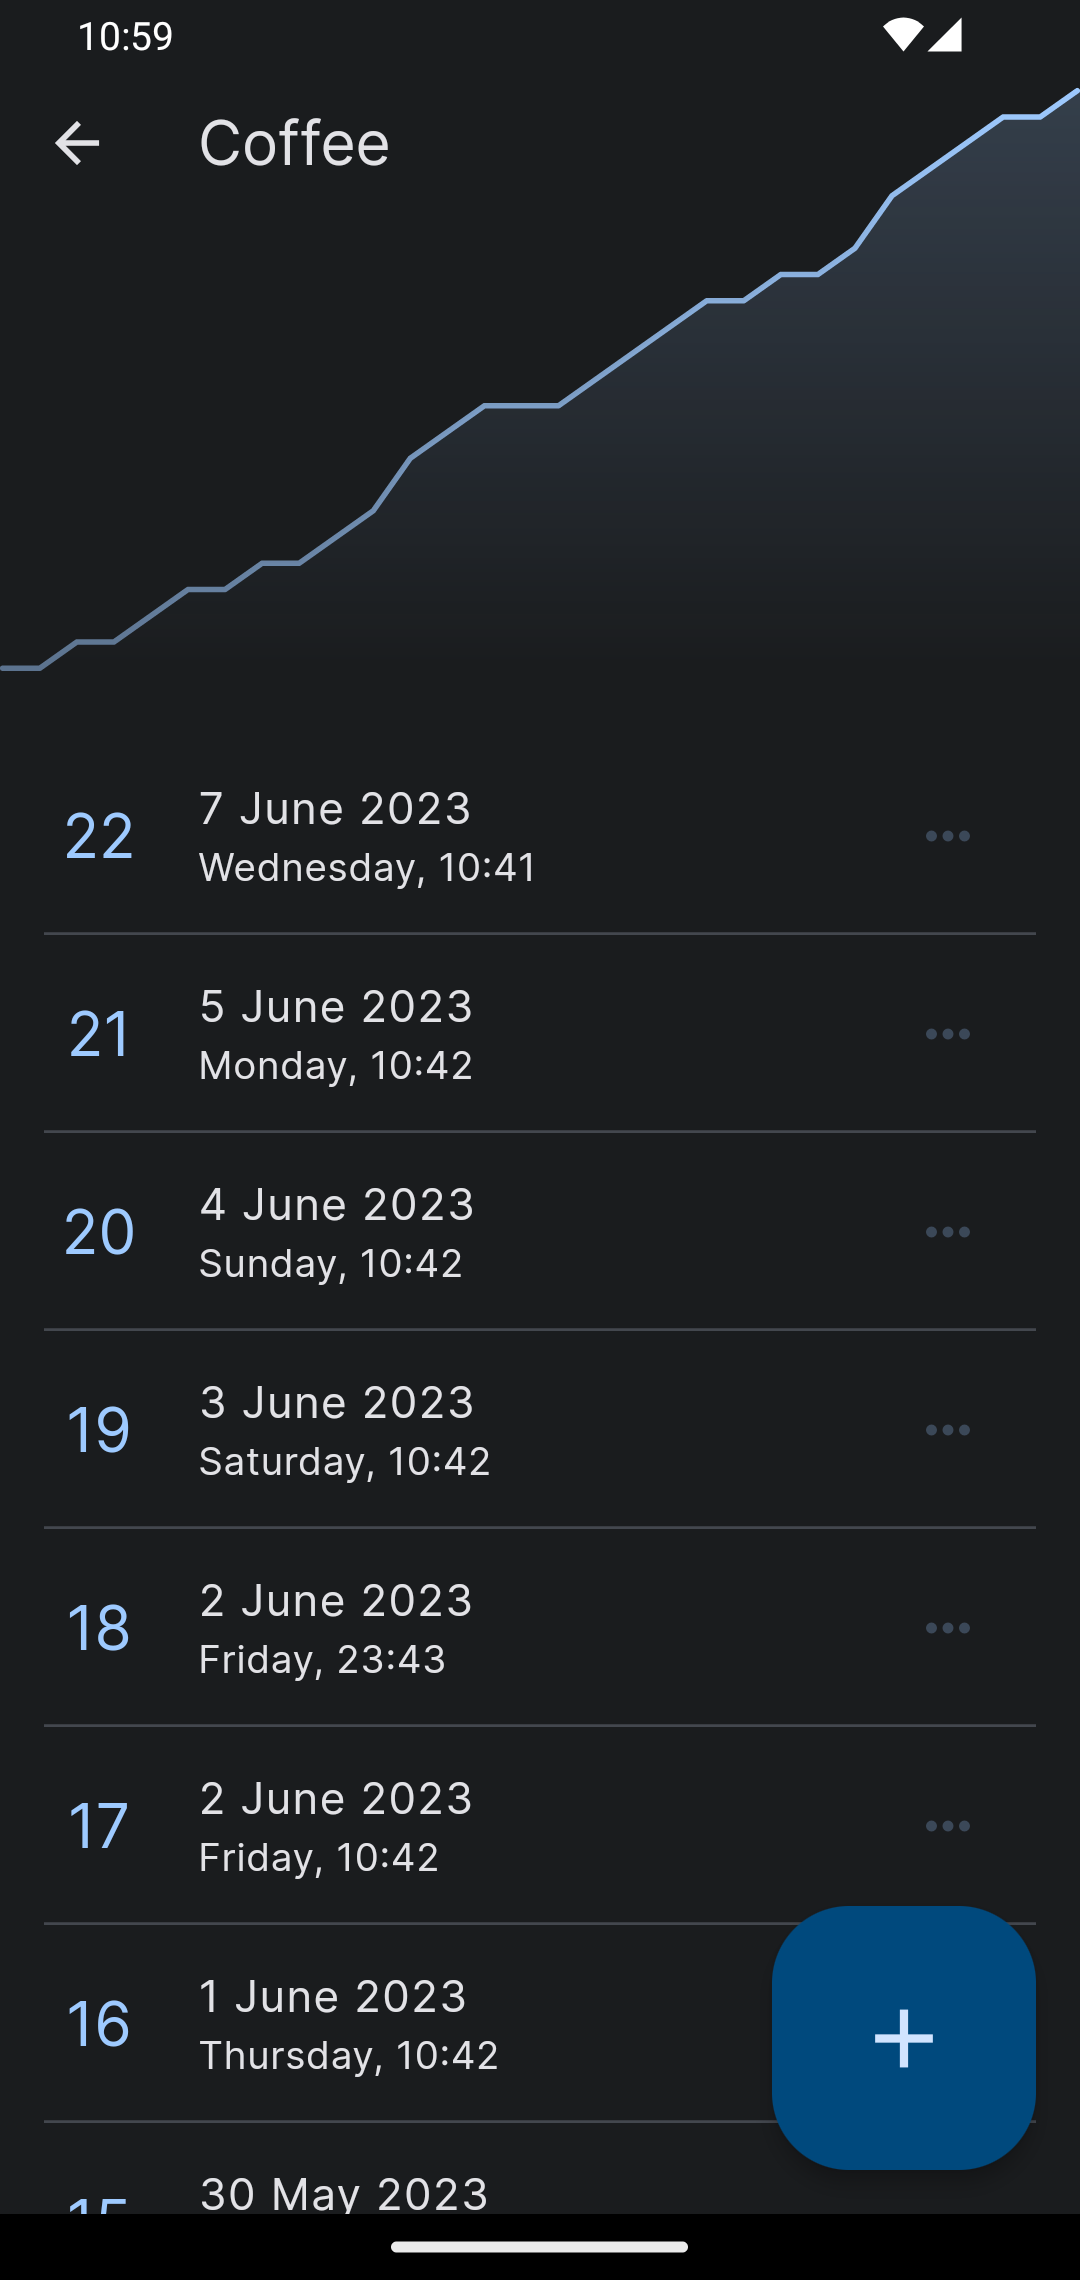 10:59
Coffee
22
7 June 2023
Wednesday, 10:41
21
5 June 2023
Monday, 10:42
20
4 June 2023
Sunday, 10:42
19
3 June 2023
Saturday, 10:42
18
2 June 2023
Friday, 23:43
17
2 June 2023
Friday, 10:42
16
1 June 2023
Thursday, 10:42
15
30 May 2023